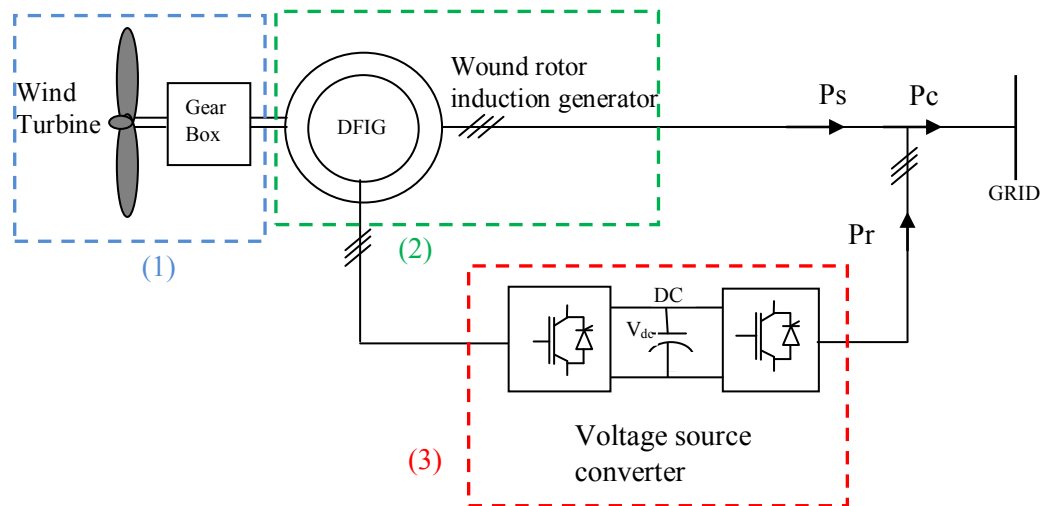 Wind
Turbine
Gear
Box
DFIG
Wound rotor
induction generator
Ps
Pc
GRID
(1)
(2)
Pr
DC
Vdc
(3)
Voltage source
converter